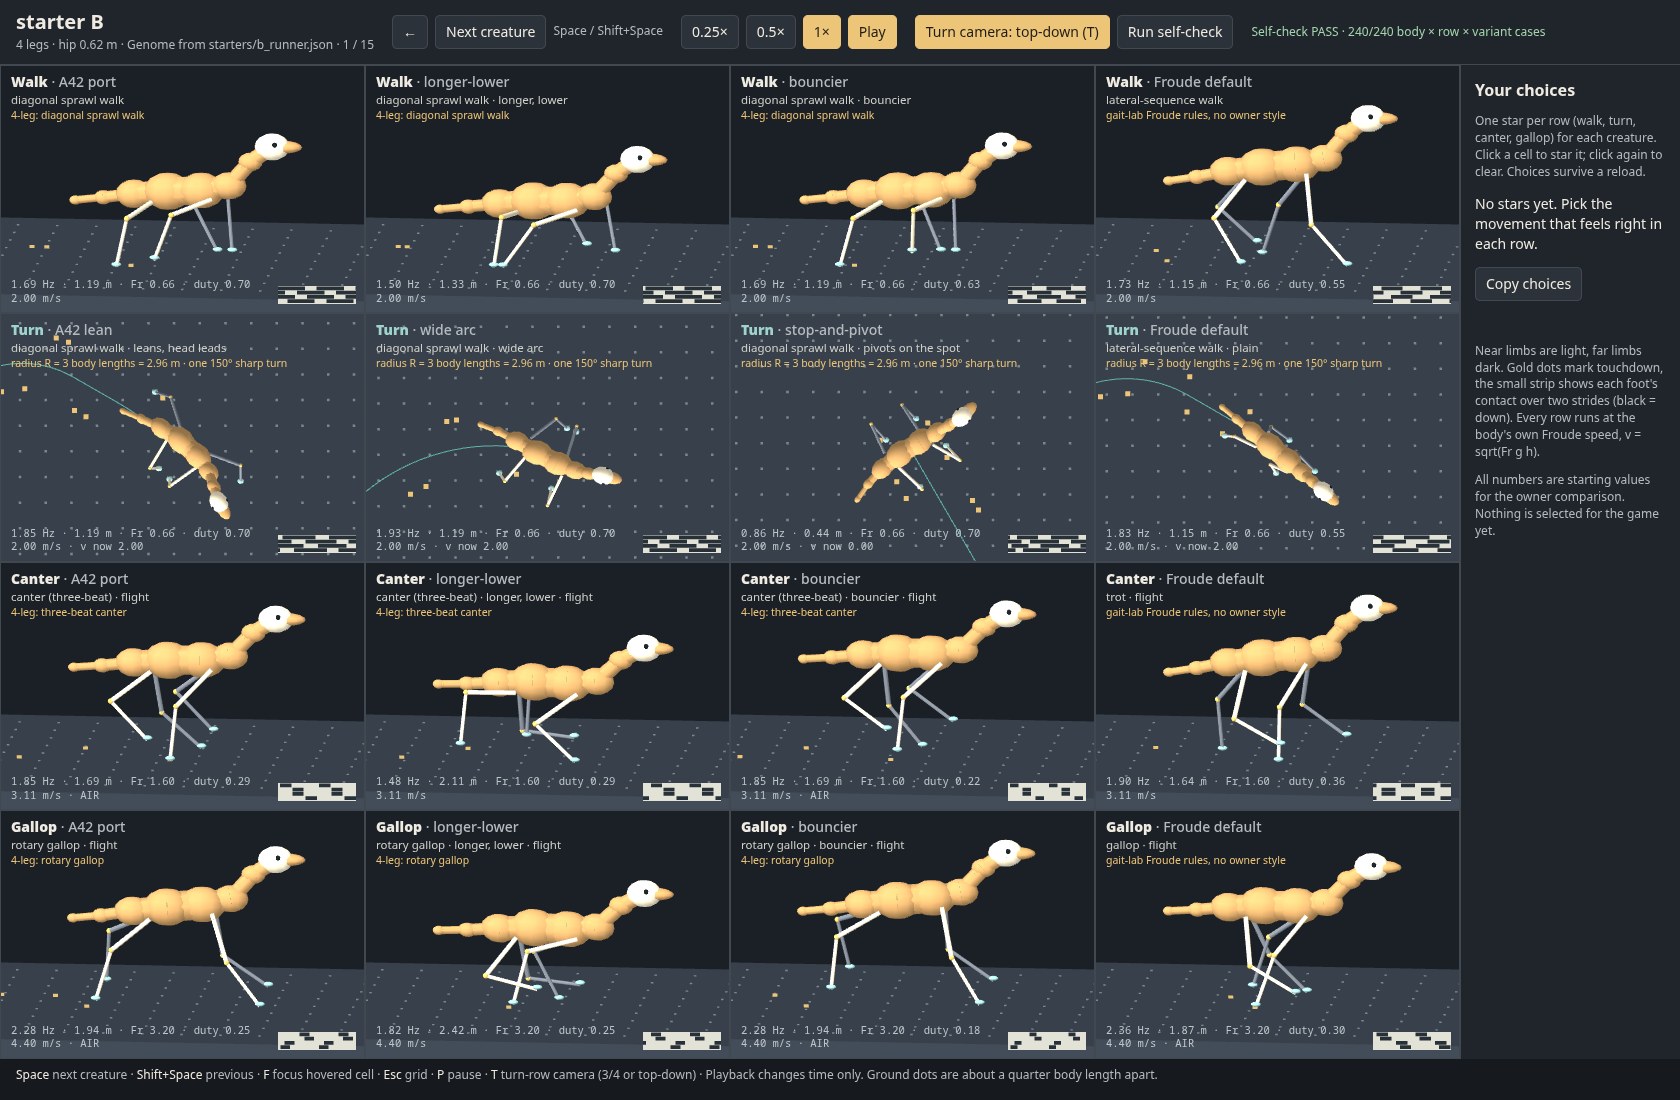 starter B
4 legs · hip 0.62 m · Genome from starters/b_runner.json · 1 / 15
←
Next creature
Space / Shift+Space
0.25×
0.5×
1×
Play
Turn camera: top-down (T)
Run self-check
Self-check PASS · 240/240 body × row × variant cases
Walk · A42 port
diagonal sprawl walk
4-leg: diagonal sprawl walk
1.69 Hz · 1.19 m · Fr 0.66 · duty 0.70
2.00 m/s
Walk · longer-lower
diagonal sprawl walk · longer, lower
4-leg: diagonal sprawl walk
1.50 Hz · 1.33 m · Fr 0.66 · duty 0.70
2.00 m/s
Walk · bouncier
diagonal sprawl walk · bouncier
4-leg: diagonal sprawl walk
1.69 Hz · 1.19 m · Fr 0.66 · duty 0.63
2.00 m/s
Walk · Froude default
lateral-sequence walk
gait-lab Froude rules, no owner style
1.73 Hz · 1.15 m · Fr 0.66 · duty 0.55
2.00 m/s
Turn · A42 lean
diagonal sprawl walk · leans, head leads
radius R = 3 body lengths = 2.96 m · one 150° sharp turn
1.85 Hz · 1.19 m · Fr 0.66 · duty 0.70
2.00 m/s · v now 2.00
Turn · wide arc
diagonal sprawl walk · wide arc
radius R = 3 body lengths = 2.96 m · one 150° sharp turn
1.93 Hz · 1.19 m · Fr 0.66 · duty 0.70
2.00 m/s · v now 2.00
Turn · stop-and-pivot
diagonal sprawl walk · pivots on the spot
radius R = 3 body lengths = 2.96 m · one 150° sharp turn
0.86 Hz · 0.44 m · Fr 0.66 · duty 0.70
2.00 m/s · v now 0.00
Turn · Froude default
lateral-sequence walk · plain
radius R = 3 body lengths = 2.96 m · one 150° sharp turn
1.83 Hz · 1.15 m · Fr 0.66 · duty 0.55
2.00 m/s · v now 2.00
Canter · A42 port
canter (three-beat) · flight
4-leg: three-beat canter
1.85 Hz · 1.69 m · Fr 1.60 · duty 0.29
3.11 m/s · AIR
Canter · longer-lower
canter (three-beat) · longer, lower · flight
4-leg: three-beat canter
1.48 Hz · 2.11 m · Fr 1.60 · duty 0.29
3.11 m/s
Canter · bouncier
canter (three-beat) · bouncier · flight
4-leg: three-beat canter
1.85 Hz · 1.69 m · Fr 1.60 · duty 0.22
3.11 m/s · AIR
Canter · Froude default
trot · flight
gait-lab Froude rules, no owner style
1.90 Hz · 1.64 m · Fr 1.60 · duty 0.36
3.11 m/s
Gallop · A42 port
rotary gallop · flight
4-leg: rotary gallop
2.28 Hz · 1.94 m · Fr 3.20 · duty 0.25
4.40 m/s · AIR
Gallop · longer-lower
rotary gallop · longer, lower · flight
4-leg: rotary gallop
1.82 Hz · 2.42 m · Fr 3.20 · duty 0.25
4.40 m/s
Gallop · bouncier
rotary gallop · bouncier · flight
4-leg: rotary gallop
2.28 Hz · 1.94 m · Fr 3.20 · duty 0.18
4.40 m/s · AIR
Gallop · Froude default
gallop · flight
gait-lab Froude rules, no owner style
2.36 Hz · 1.87 m · Fr 3.20 · duty 0.30
4.40 m/s · AIR
Your choices
One star per row (walk, turn,
canter, gallop) for each creature.
Click a cell to star it; click again to
clear. Choices survive a reload.
No stars yet. Pick the
movement that feels right in
each row.
Copy choices
Near limbs are light, far limbs
dark. Gold dots mark touchdown,
the small strip shows each foot's
contact over two strides (black =
down). Every row runs at the
body's own Froude speed, v =
sqrt(Fr g h).
All numbers are starting values
for the owner comparison.
Nothing is selected for the game
yet.
Space next creature · Shift+Space previous · F focus hovered cell · Esc grid · P pause · T turn-row camera (3/4 or top-down) · Playback changes time only. Ground dots are about a quarter body length apart.